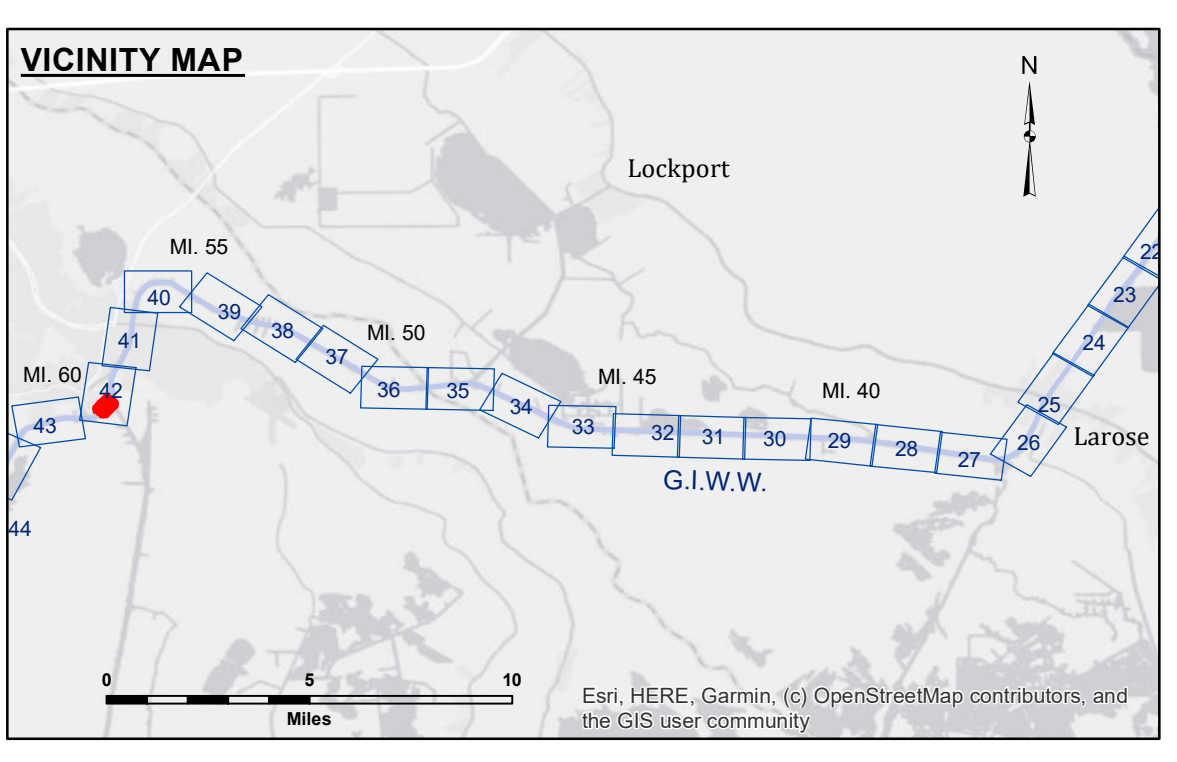 VICINITY MAP
N
Lockport
MI. 55
22
23
40
39
38
MI. 50
24
41
37
MI. 60
42
36
35
MI. 45
MI. 40
34
25
43
33
32
31
30
29
28
27
26
Larose
G.I.W.W.
44
0
5
10
Miles
Esri, HERE, Garmin, (c) OpenStreetMap contributors, and
the GIS user community